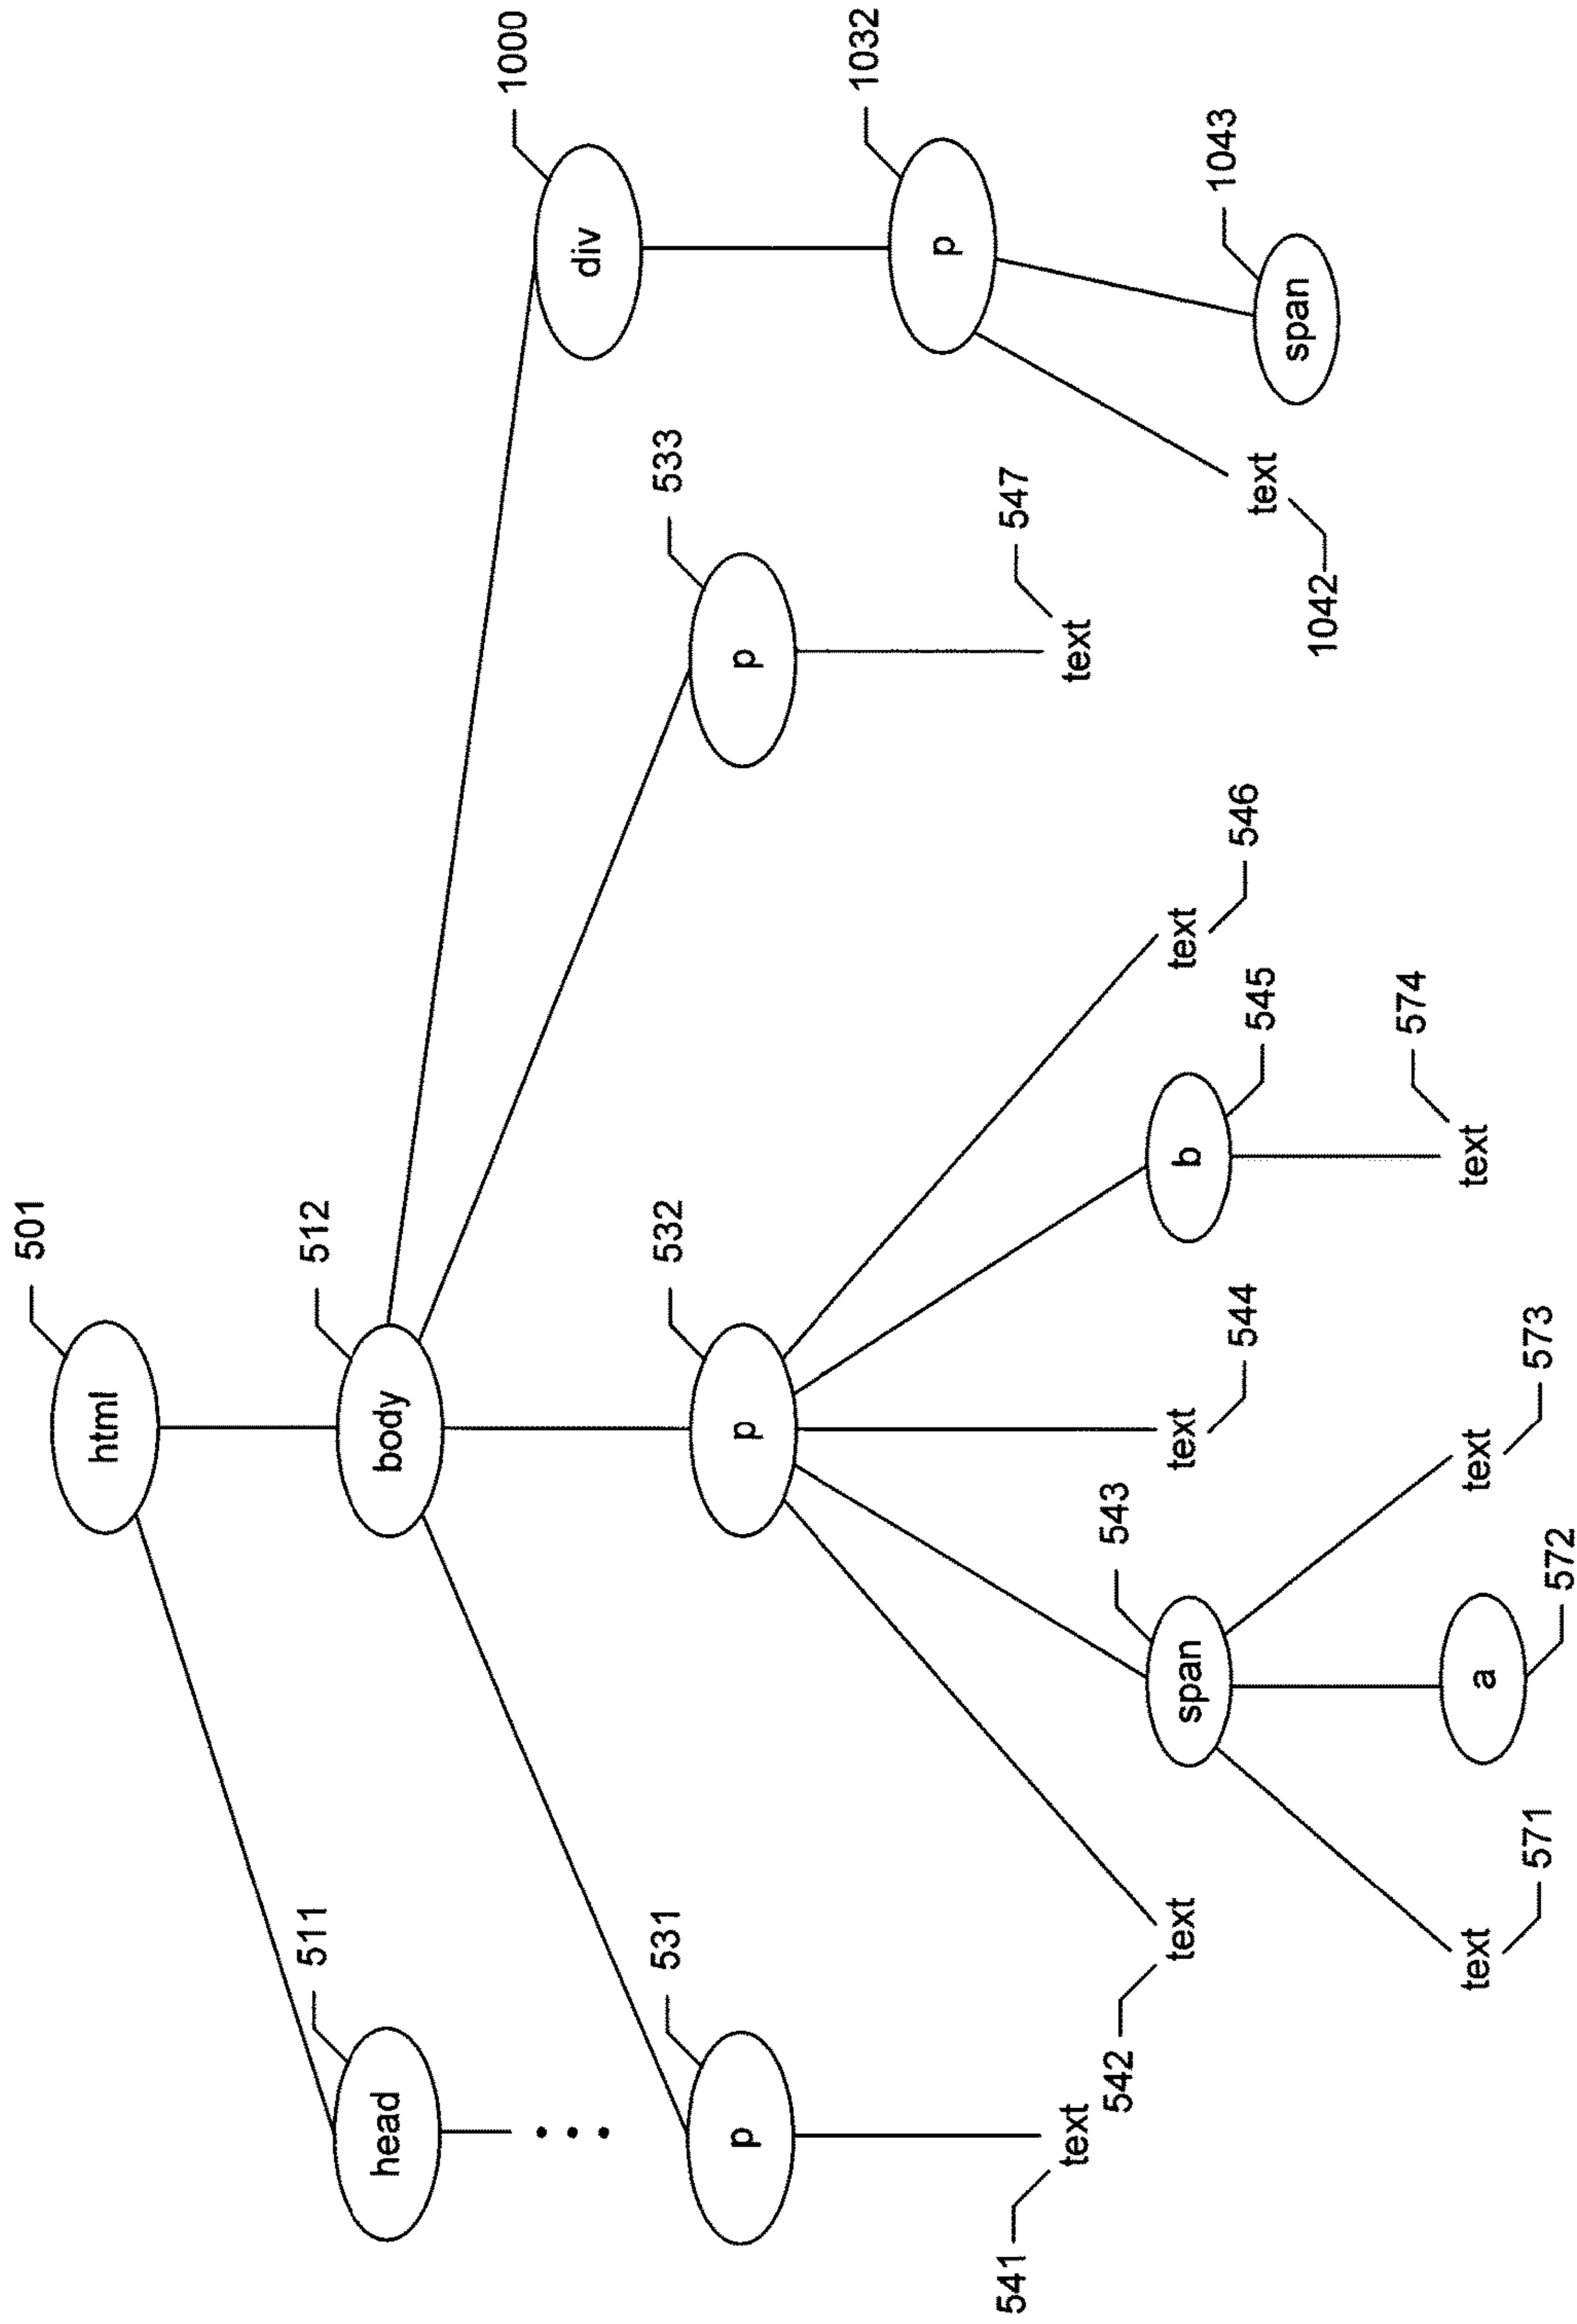 html
501
head
511
body
512
div
1000
p
531
p
532
p
533
p
1032
text
541
text
542
span
543
text
544
b
545
text
546
text
547
text
1042
span
1043
text
571
a
572
text
573
text
574